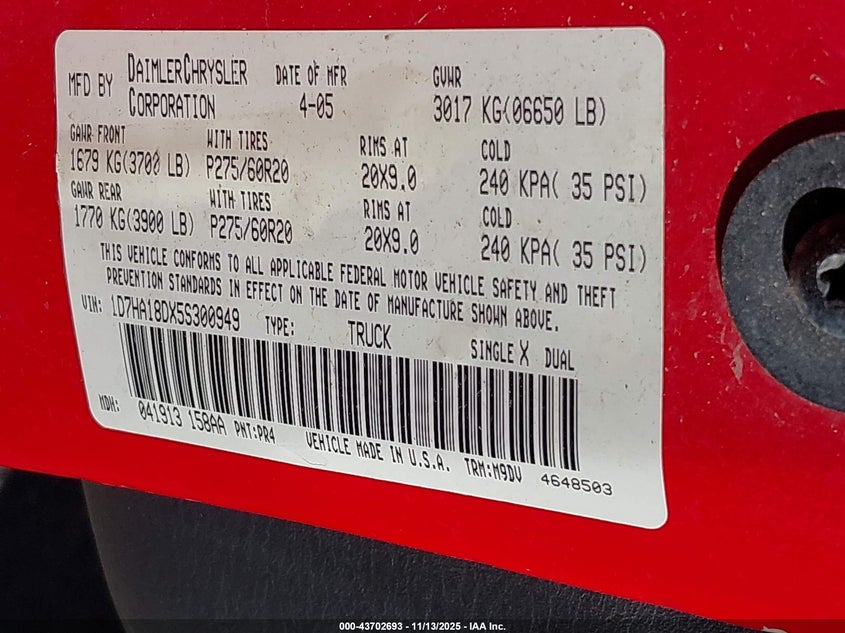 MFD BY DAIMLERCHRYSLER CORPORATION DATE OF MFR 4-05 GVWR 3017 KG(06650 LB)
GAWR FRONT WITH TIRES RIMS AT COLD
1679 KG(3700 LB) P275/60R20 20X9.0 240 KPA( 35 PSI)
GAWR REAR WITH TIRES RIMS AT COLD
1770 KG(3900 LB) P275/60R20 20X9.0 240 KPA( 35 PSI)
THIS VEHICLE CONFORMS TO ALL APPLICABLE FEDERAL MOTOR VEHICLE SAFETY AND THEFT
PREVENTION STANDARDS IN EFFECT ON THE DATE OF MANUFACTURE SHOWN ABOVE.
VIN: 1D7HA18DX5S300949 TYPE: TRUCK SINGLE X DUAL
MDH: 041913 158AA PNT:PR4 VEHICLE MADE IN U.S.A. TRM:M9DV 4648503
000-43702693 - 11/13/2025 - IAA Inc.